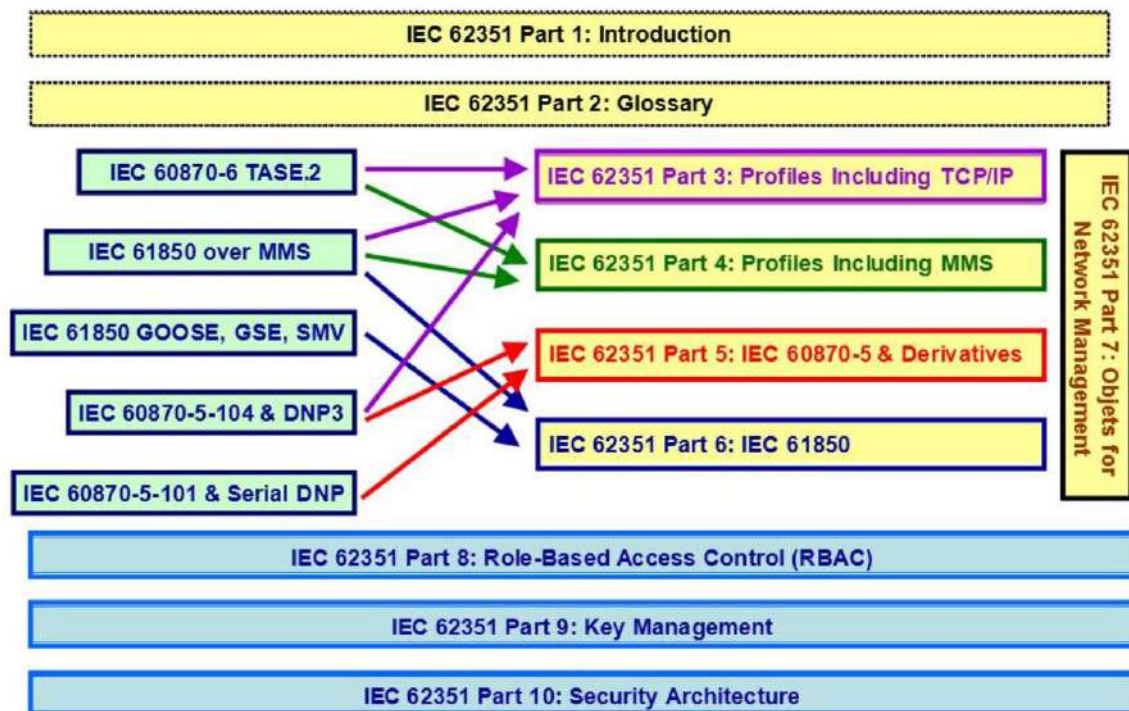 IEC 62351 Part 1: Introduction
IEC 62351 Part 2: Glossary
IEC 60870-6 TASE.2
IEC 61850 over MMS
IEC 61850 GOOSE, GSE, SMV
IEC 60870-5-104 & DNP3
IEC 60870-5-101 & Serial DNP
IEC 62351 Part 3: Profiles Including TCP/IP
IEC 62351 Part 4: Profiles Including MMS
IEC 62351 Part 5: IEC 60870-5 & Derivatives
IEC 62351 Part 6: IEC 61850
IEC 62351 Part 7: Objets for
Network Management
IEC 62351 Part 8: Role-Based Access Control (RBAC)
IEC 62351 Part 9: Key Management
IEC 62351 Part 10: Security Architecture